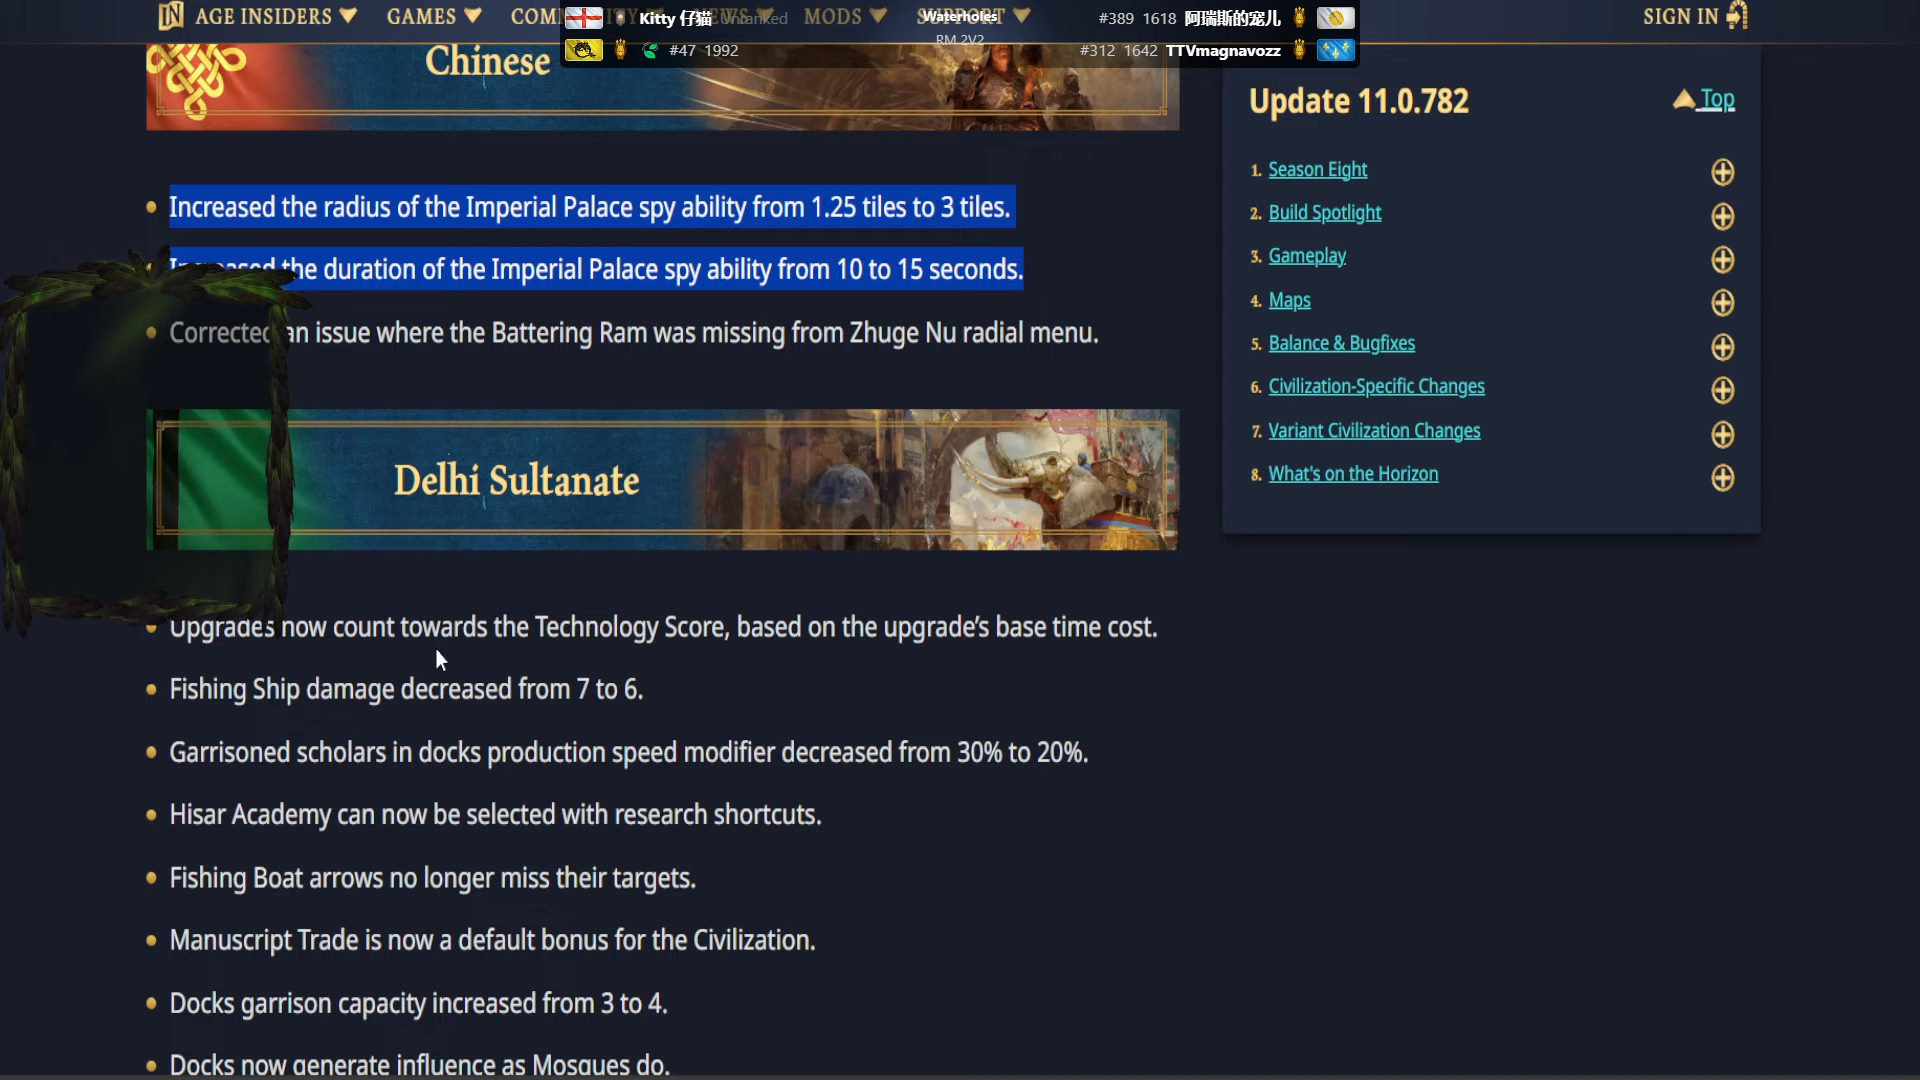 AGE INSIDERS
GAMES
COM
NEWS
MODS
SUPPORT
SIGN IN
Kitty 仔猫 Unranked
Waterholes
#389 1618 阿瑞斯的宠儿
RM 2V2
#47 1992
#312 1642 TTVmagnavozz
Chinese
Increased the radius of the Imperial Palace spy ability from 1.25 tiles to 3 tiles.
Increased the duration of the Imperial Palace spy ability from 10 to 15 seconds.
Corrected an issue where the Battering Ram was missing from Zhuge Nu radial menu.
Delhi Sultanate
Upgrades now count towards the Technology Score, based on the upgrade’s base time cost.
Fishing Ship damage decreased from 7 to 6.
Garrisoned scholars in docks production speed modifier decreased from 30% to 20%.
Hisar Academy can now be selected with research shortcuts.
Fishing Boat arrows no longer miss their targets.
Manuscript Trade is now a default bonus for the Civilization.
Docks garrison capacity increased from 3 to 4.
Docks now generate influence as Mosques do.
Update 11.0.782
Top
1. Season Eight
2. Build Spotlight
3. Gameplay
4. Maps
5. Balance & Bugfixes
6. Civilization-Specific Changes
7. Variant Civilization Changes
8. What's on the Horizon